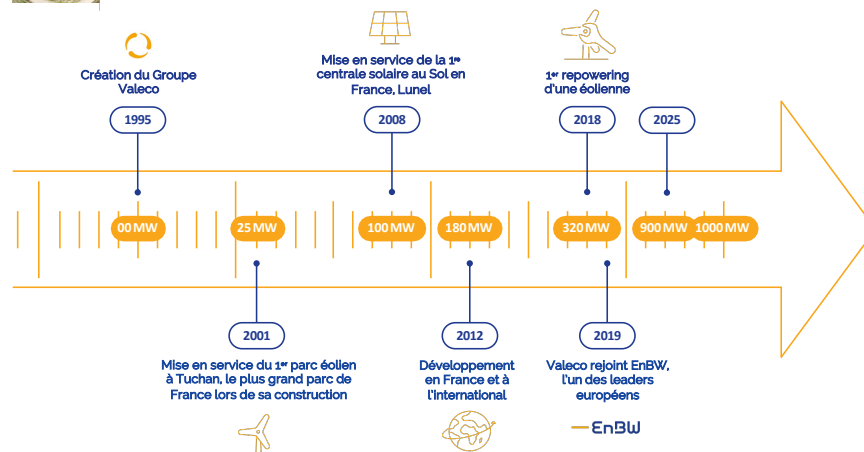 Création du Groupe
Valeco
1995
Mise en service de la 1re
centrale solaire au Sol en
France, Lunel
2008
1er repowering
d'une éolienne
2018
2025
00 MW
25 MW
100 MW
180 MW
320 MW
900 MW
1000 MW
2001
Mise en service du 1er parc éolien
à Tuchan, le plus grand parc de
France lors de sa construction
2012
Développement
en France et à
l'international
2019
Valeco rejoint EnBW,
l'un des leaders
européens
EnBW